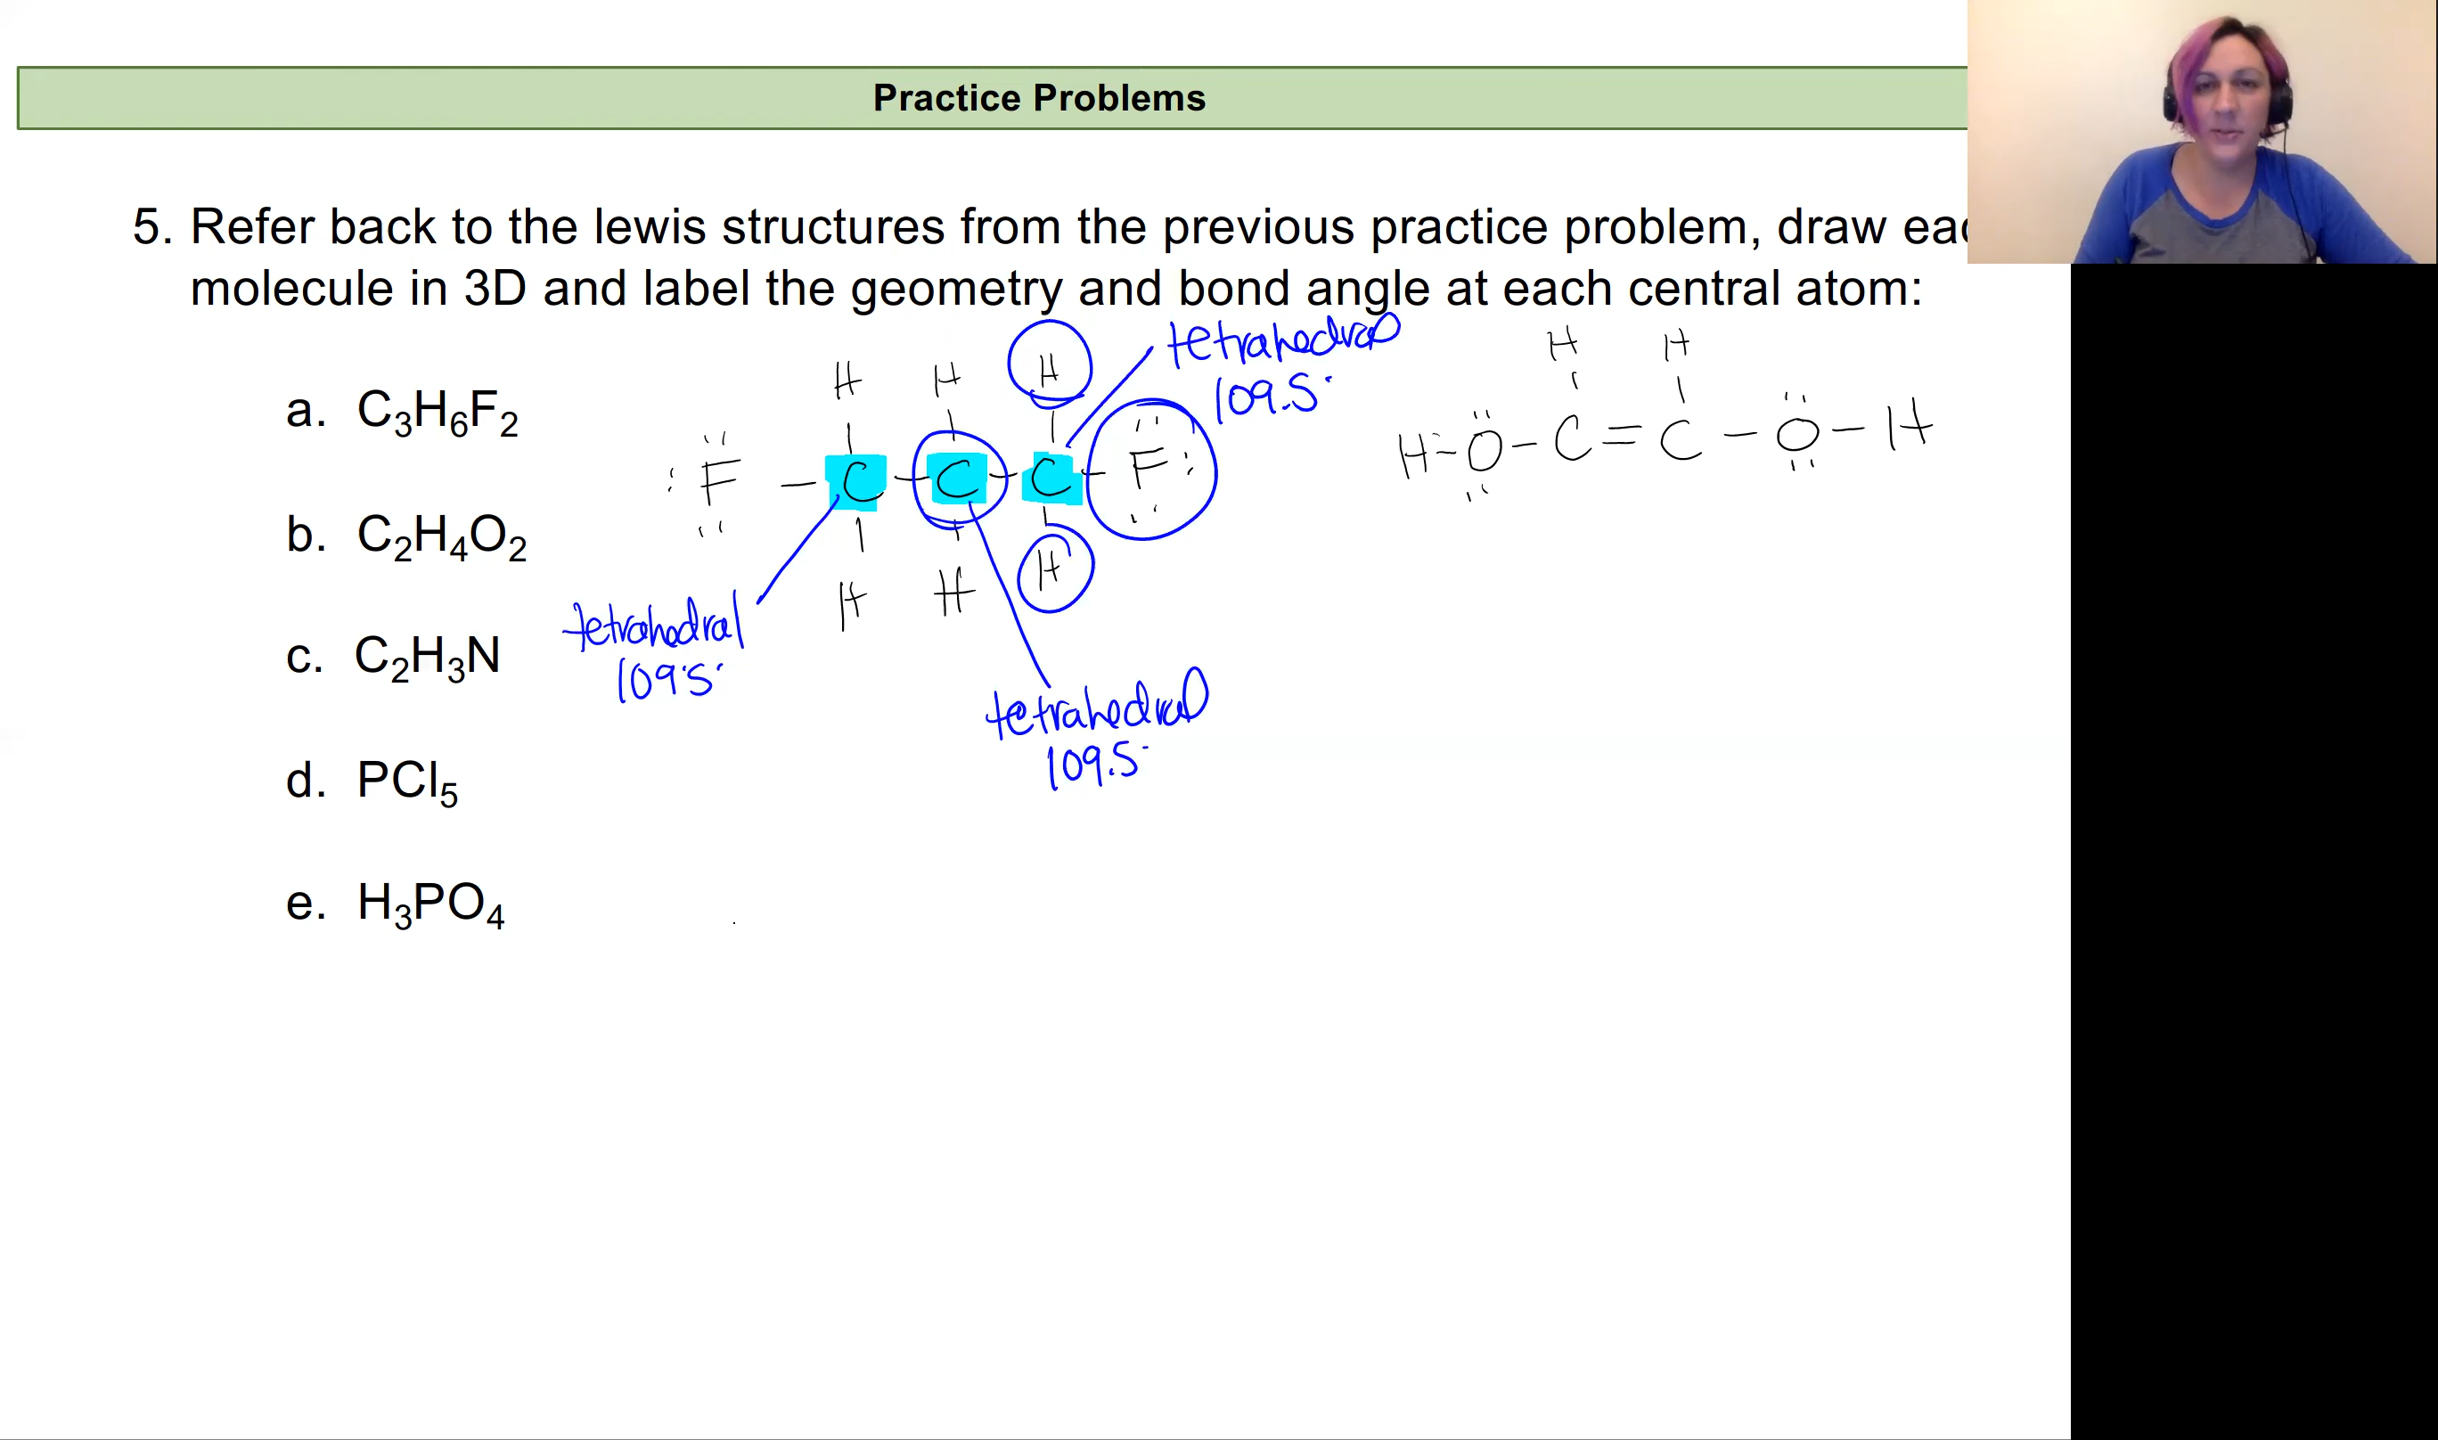 Practice Problems
5. Refer back to the lewis structures from the previous practice problem, draw eac
molecule in 3D and label the geometry and bond angle at each central atom:
a. C3H6F2
b. C2H4O2
c. C2H3N
d. PCl5
e. H3PO4
H H H
F - C - C - C - F
H H H
tetrahedral
109.5°
tetrahedral
109.5°
tetrahedral
109.5°
H H
H - O - C = C - O - H